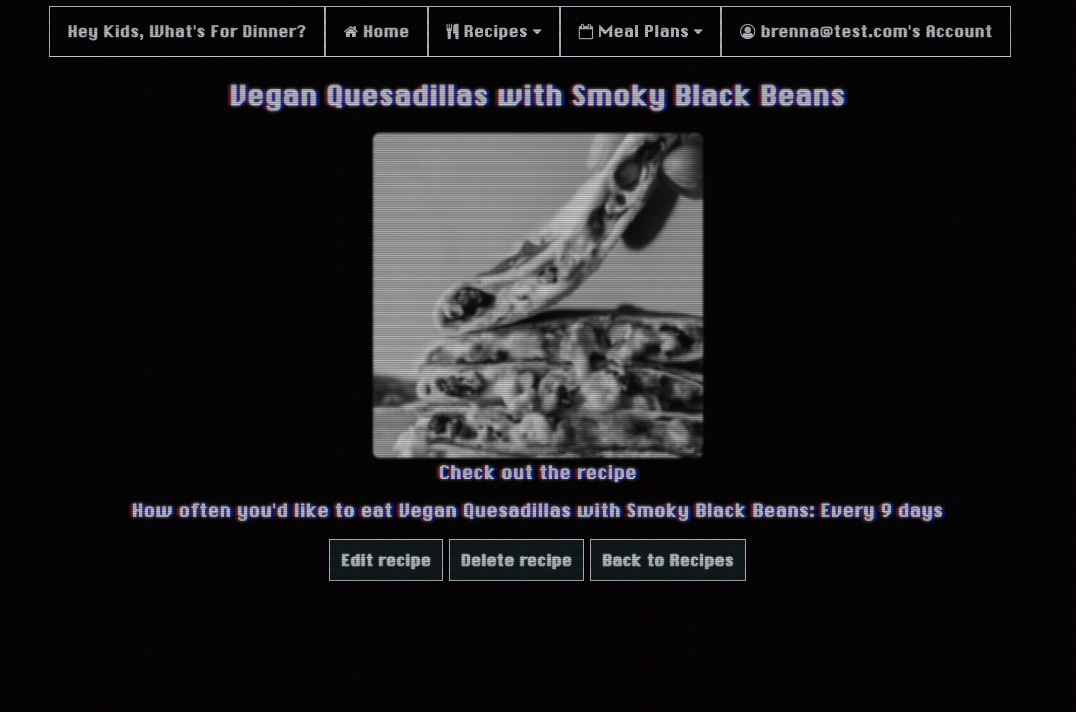 Hey Kids, What's For Dinner? Home Recipes Meal Plans brenna@test.com's Account
Vegan Quesadillas with Smoky Black Beans
Check out the recipe
How often you'd like to eat Vegan Quesadillas with Smoky Black Beans: Every 9 days
Edit recipe Delete recipe Back to Recipes